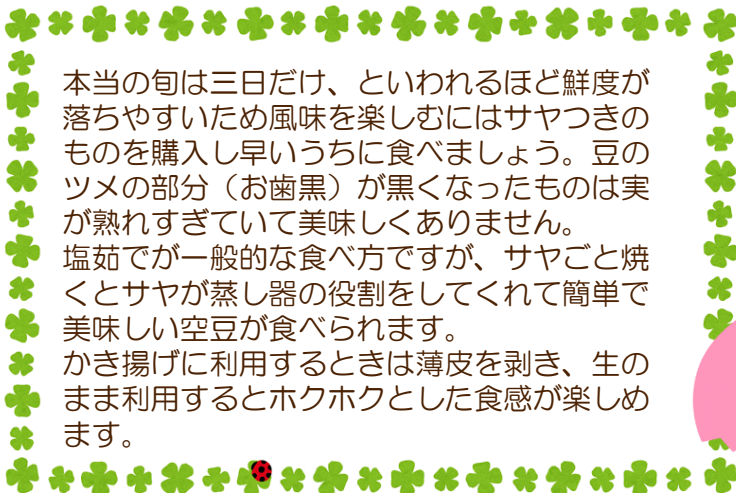 本当の旬は三日だけ、といわれるほど鮮度が
落ちやすいため風味を楽しむにはサヤつきの
ものを購入し早いうちに食べましょう。豆の
ツメの部分（お歯黒）が黒くなったものは実
が熟れすぎていて美味しくありません。
塩茹でが一般的な食べ方ですが、サヤごと焼
くとサヤが蒸し器の役割をしてくれて簡単で
美味しい空豆が食べられます。
かき揚げに利用するときは薄皮を剥き、生の
まま利用するとホクホクとした食感が楽しめ
ます。